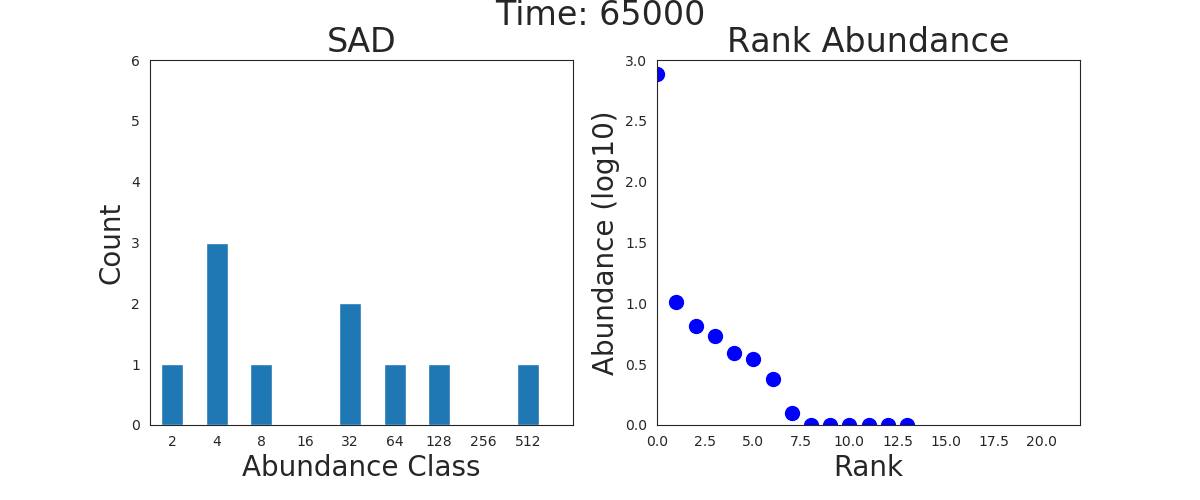 Time: 65000
SAD
6
5
4
3
2
1
0
Count
2 4 8 16 32 64 128 256 512
Abundance Class
Rank Abundance
3.0
2.5
2.0
1.5
1.0
0.5
0.0
Abundance (log10)
0.0 2.5 5.0 7.5 10.0 12.5 15.0 17.5 20.0
Rank